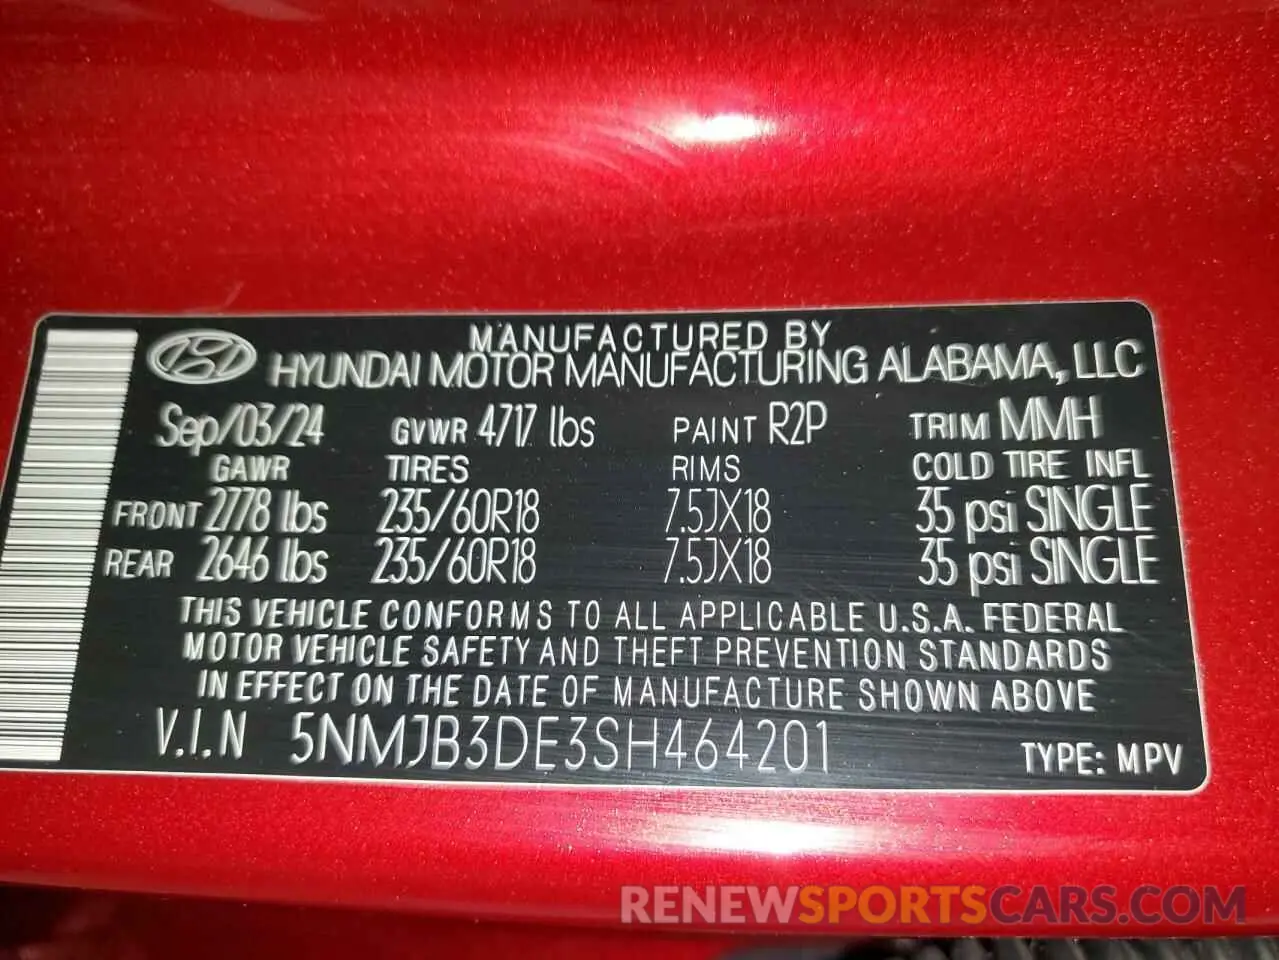 MANUFACTURED BY
HYUNDAI MOTOR MANUFACTURING ALABAMA, LLC
Sep/03/24 GVWR 4717 lbs PAINT R2P TRIM MMH
GAWR TIRES RIMS COLD TIRE INFL
FRONT 2778 lbs 235/60R18 7.5JX18 35 psi SINGLE
REAR 2646 lbs 235/60R18 7.5JX18 35 psi SINGLE
THIS VEHICLE CONFORMS TO ALL APPLICABLE U.S.A. FEDERAL
MOTOR VEHICLE SAFETY AND THEFT PREVENTION STANDARDS
IN EFFECT ON THE DATE OF MANUFACTURE SHOWN ABOVE
V.I.N 5NMJB3DE3SH464201 TYPE: MPV
RENEWSPORTSCARS.COM